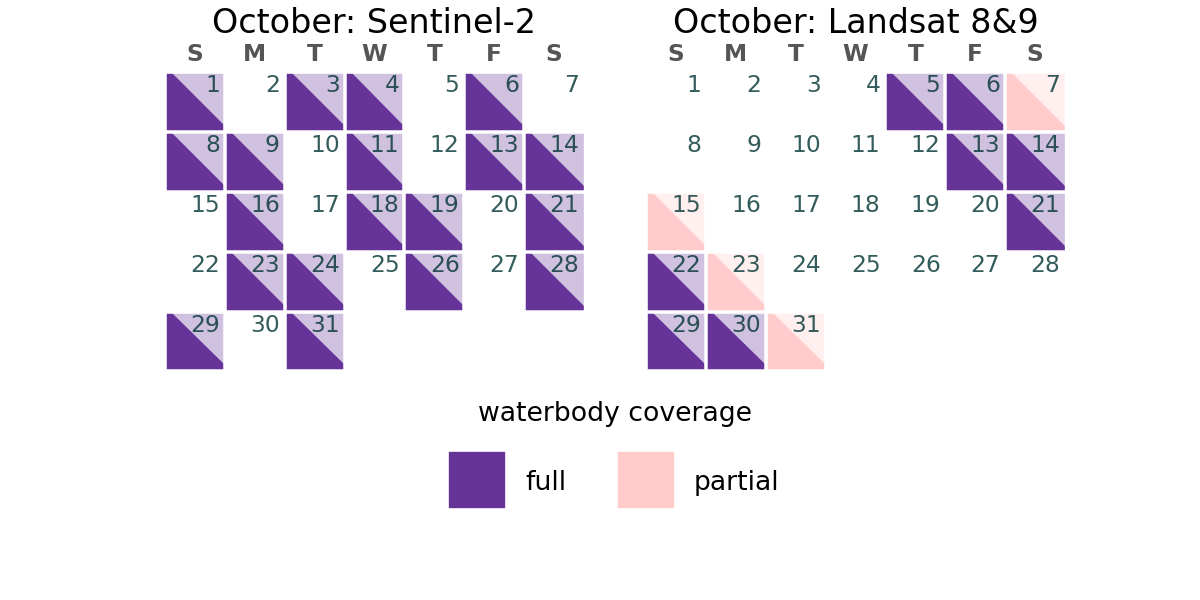 October: Sentinel-2
S M T W T F S
1 2 3 4 5 6 7
8 9 10 11 12 13 14
15 16 17 18 19 20 21
22 23 24 25 26 27 28
29 30 31
October: Landsat 8&9
S M T W T F S
1 2 3 4 5 6 7
8 9 10 11 12 13 14
15 16 17 18 19 20 21
22 23 24 25 26 27 28
29 30 31
waterbody coverage
full partial